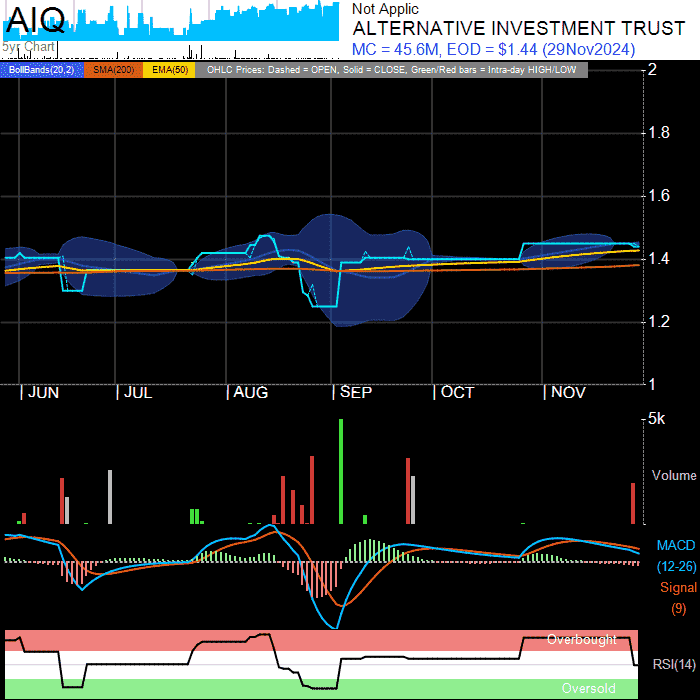 AIQ
5yr Chart
Not Applic
ALTERNATIVE INVESTMENT TRUST
MC = 45.6M, EOD = $1.44 (29Nov2024)
BollBands(20,2) SMA(200) EMA(50) OHLC Prices: Dashed = OPEN, Solid = CLOSE, Green/Red bars = Intra-day HIGH/LOW
2
1.8
1.6
1.4
1.2
1
JUN JUL AUG SEP OCT NOV
5k
Volume
MACD
(12-26)
Signal
(9)
Overbought
RSI(14)
Oversold